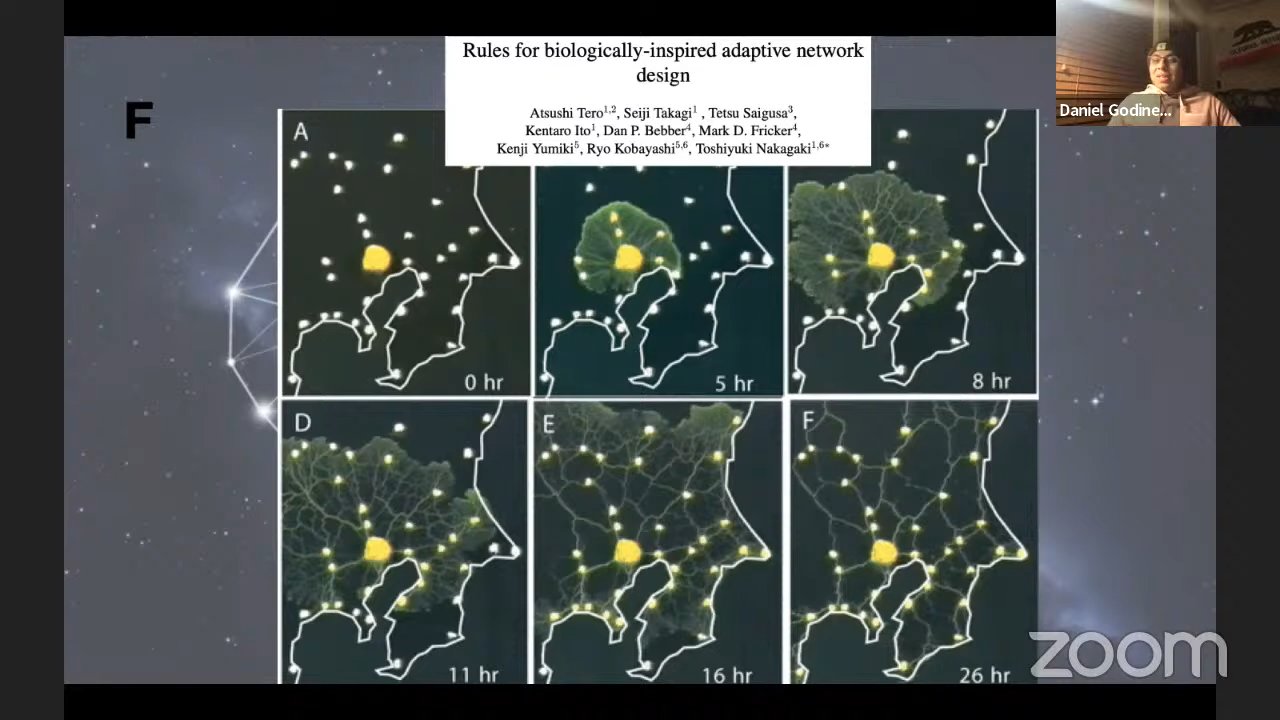 Rules for biologically-inspired adaptive network
design
Atsushi Tero1,2, Seiji Takagi1 , Tetsu Saigusa3,
Kentaro Ito1, Dan P. Bebber4, Mark D. Fricker4,
Kenji Yumiki5, Ryo Kobayashi5,6, Toshiyuki Nakagaki1,6*
Daniel Godine...
F
A
0 hr
5 hr
8 hr
D
11 hr
E
16 hr
F
26 hr
zoom